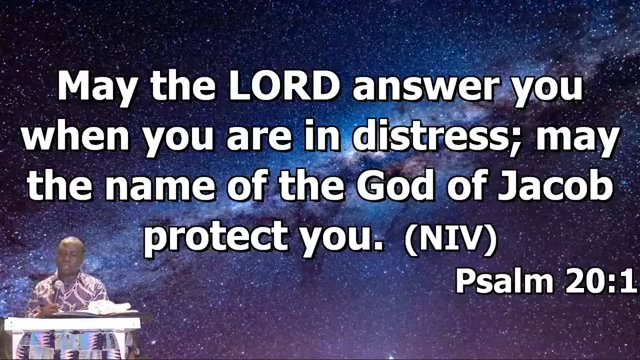 May the LORD answer you
when you are in distress; may
the name of the God of Jacob
protect you. (NIV)
Psalm 20:1